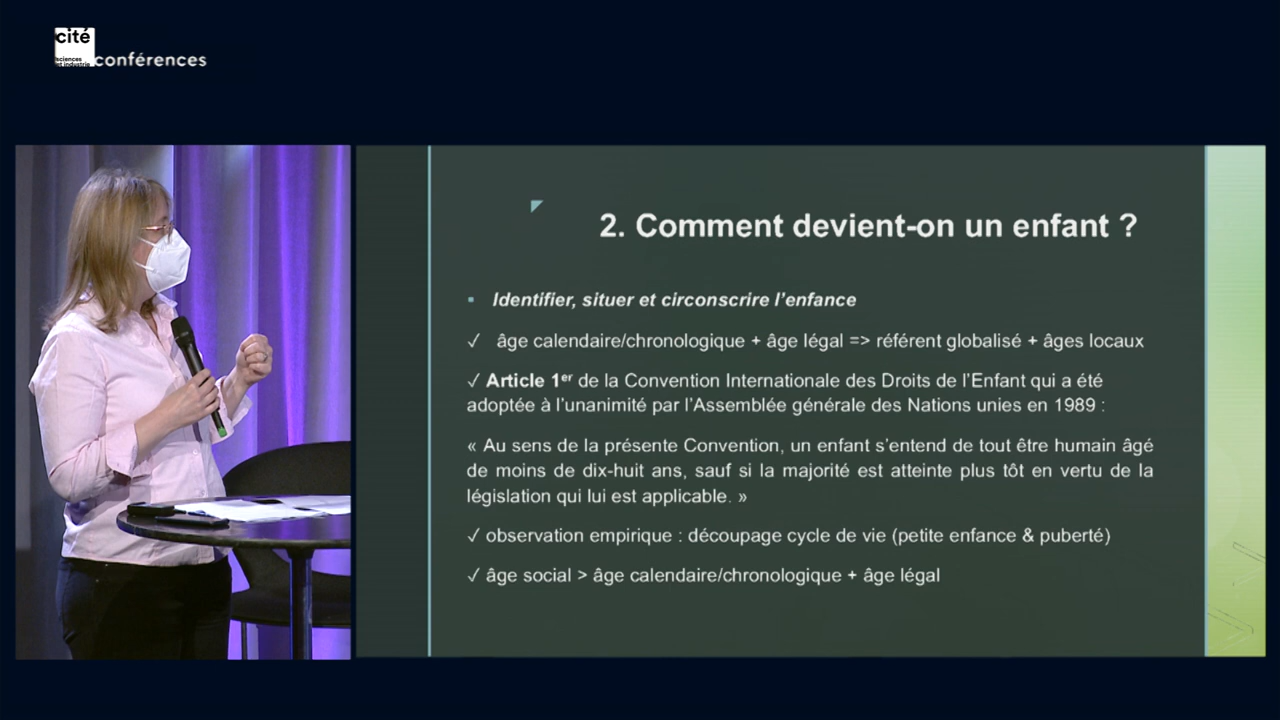 cité
sciences
et industrie
conférences
2. Comment devient-on un enfant ?
▪ Identifier, situer et circonscrire l’enfance
✓ âge calendaire/chronologique + âge légal => référent globalisé + âges locaux
✓ Article 1er de la Convention Internationale des Droits de l’Enfant qui a été
adoptée à l’unanimité par l’Assemblée générale des Nations unies en 1989 :
« Au sens de la présente Convention, un enfant s’entend de tout être humain âgé
de moins de dix-huit ans, sauf si la majorité est atteinte plus tôt en vertu de la
législation qui lui est applicable. »
✓ observation empirique : découpage cycle de vie (petite enfance & puberté)
✓ âge social > âge calendaire/chronologique + âge légal